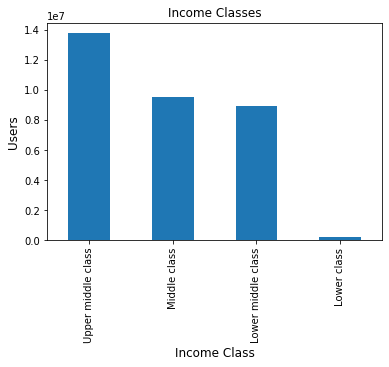 Income Classes
1e7
1.4
1.2
1.0
0.8
0.6
0.4
0.2
0.0
Users
Upper middle class
Middle class
Lower middle class
Lower class
Income Class